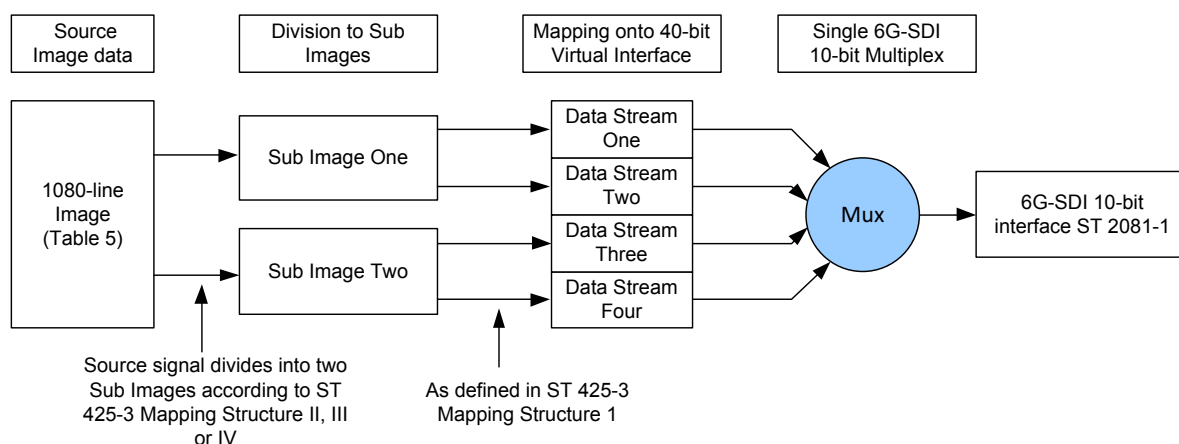 Source
Image data
Division to Sub
Images
Mapping onto 40-bit
Virtual Interface
Single 6G-SDI
10-bit Multiplex
1080-line
Image
(Table 5)
Sub Image One
Sub Image Two
Data Stream
One
Data Stream
Two
Data Stream
Three
Data Stream
Four
Mux
6G-SDI 10-bit
interface ST 2081-1
Source signal divides into two
Sub Images according to ST
425-3 Mapping Structure II, III
or IV
As defined in ST 425-3
Mapping Structure 1